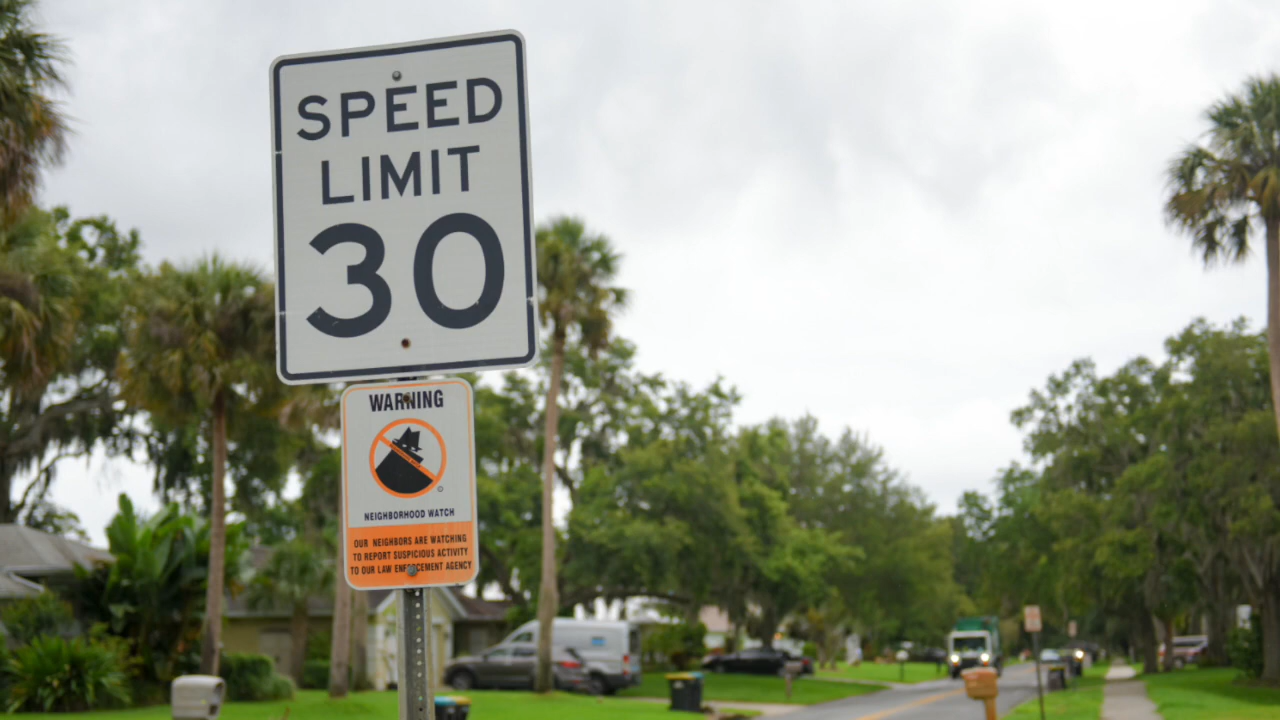 SPEED
LIMIT
30
WARNING
NEIGHBORHOOD WATCH
OUR NEIGHBORS ARE WATCHING
TO REPORT SUSPICIOUS ACTIVITY
TO OUR LAW ENFORCEMENT AGENCY